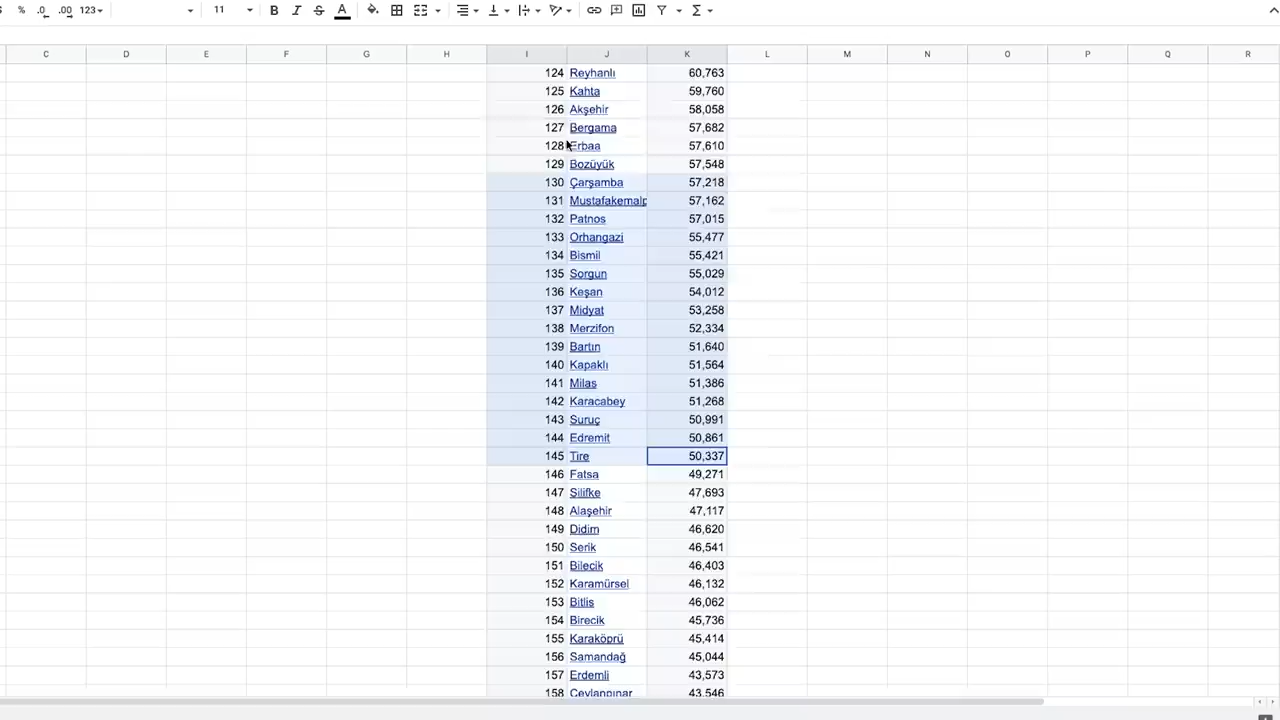 % .0 .00 123 11 B I S A
C D E F G H I J K L M N O P Q R
124 Reyhanlı 60,763
125 Kahta 59,760
126 Akşehir 58,058
127 Bergama 57,682
128 Erbaa 57,610
129 Bozüyük 57,548
130 Çarşamba 57,218
131 Mustafakemalp 57,162
132 Patnos 57,015
133 Orhangazi 55,477
134 Bismil 55,421
135 Sorgun 55,029
136 Keşan 54,012
137 Midyat 53,258
138 Merzifon 52,334
139 Bartın 51,640
140 Kapaklı 51,564
141 Milas 51,386
142 Karacabey 51,268
143 Suruç 50,991
144 Edremit 50,861
145 Tire 50,337
146 Fatsa 49,271
147 Silifke 47,693
148 Alaşehir 47,117
149 Didim 46,620
150 Serik 46,541
151 Bilecik 46,403
152 Karamürsel 46,132
153 Bitlis 46,062
154 Birecik 45,736
155 Karaköprü 45,414
156 Samandağ 45,044
157 Erdemli 43,573
158 Ceylanpınar 43,546